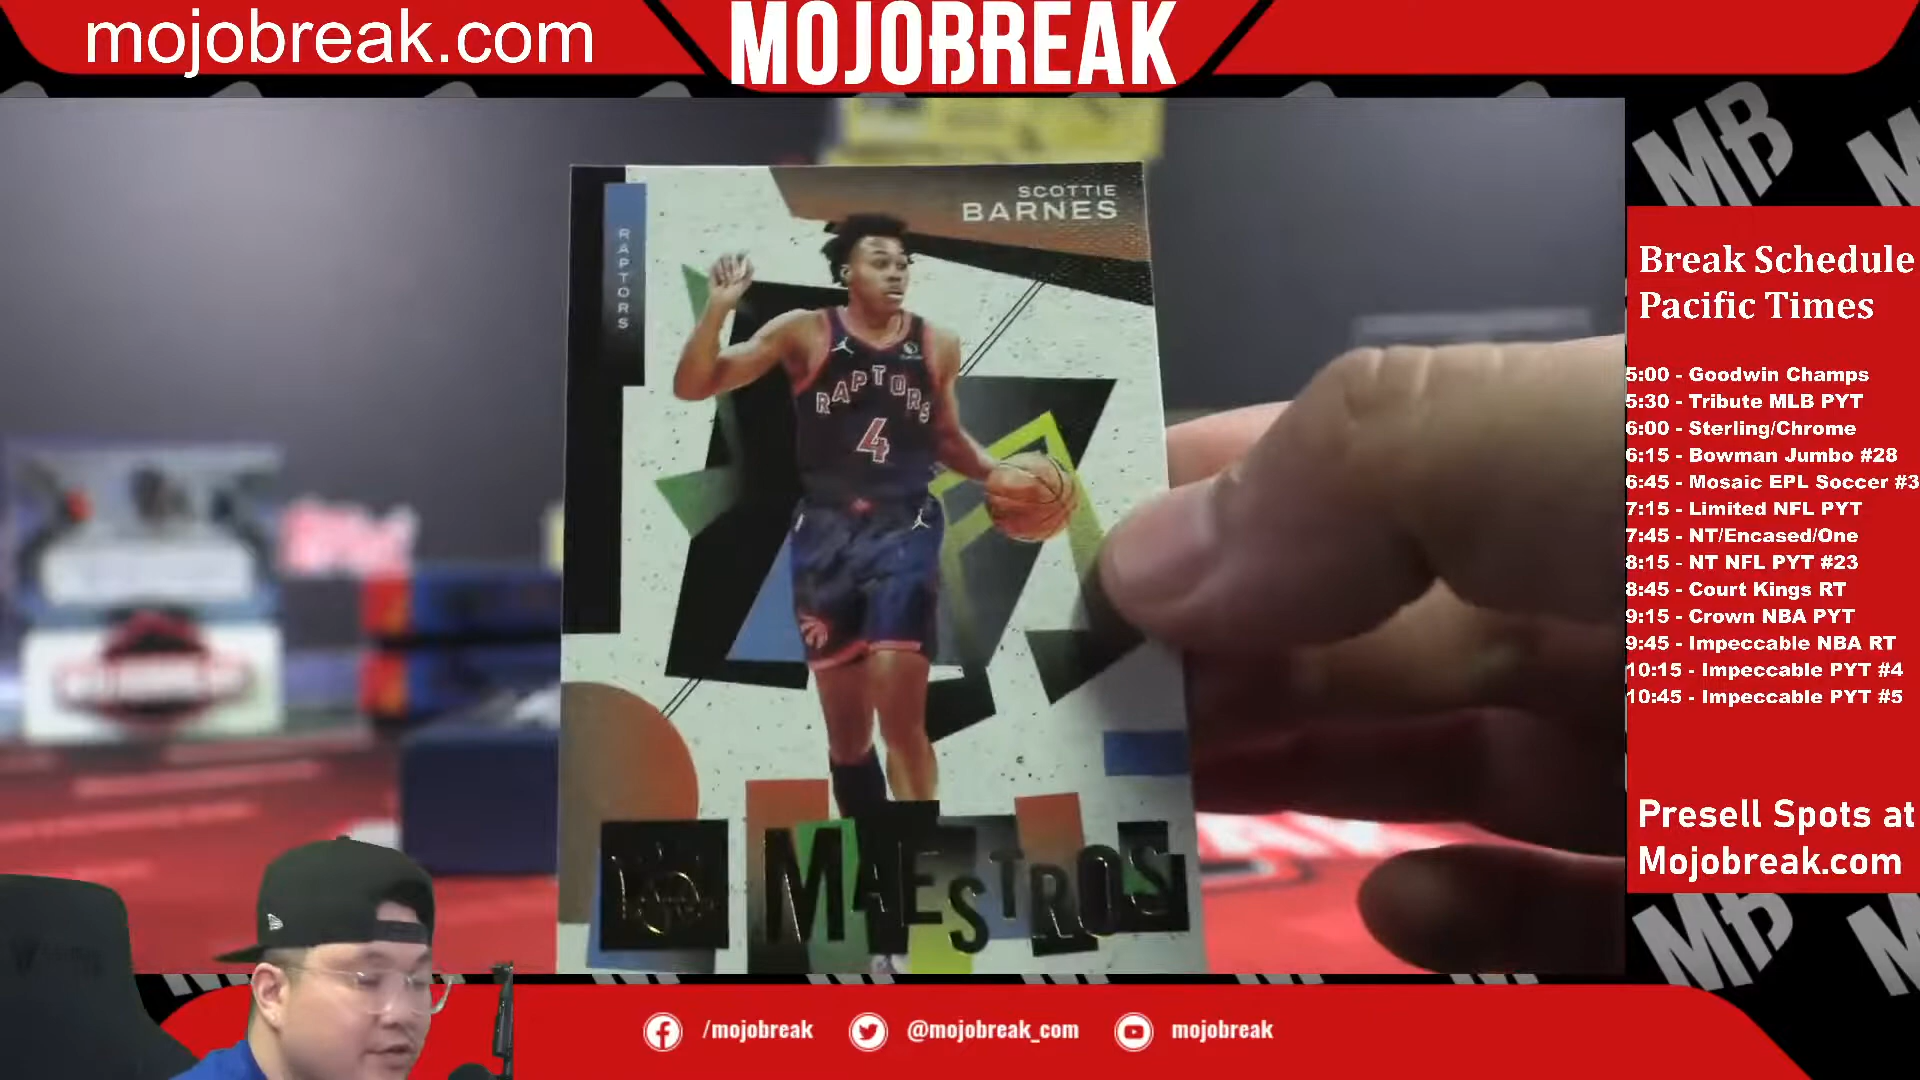 mojobreak.com
MOJOBREAK
SCOTTIE
BARNES
RAPTORS
RAPTORS
4
MAESTROS
Break Schedule
Pacific Times
5:00 - Goodwin Champs
5:30 - Tribute MLB PYT
6:00 - Sterling/Chrome
6:15 - Bowman Jumbo #28
6:45 - Mosaic EPL Soccer #3
7:15 - Limited NFL PYT
7:45 - NT/Encased/One
8:15 - NT NFL PYT #23
8:45 - Court Kings RT
9:15 - Crown NBA PYT
9:45 - Impeccable NBA RT
10:15 - Impeccable PYT #4
10:45 - Impeccable PYT #5
Presell Spots at
Mojobreak.com
MB
MB
/mojobreak
@mojobreak_com
mojobreak